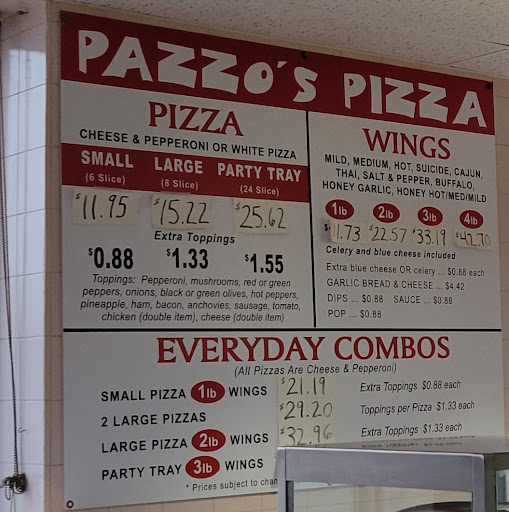 PAZZO'S PIZZA
PIZZA
CHEESE & PEPPERONI OR WHITE PIZZA
SMALL LARGE PARTY TRAY
(6 Slice) (8 Slice) (24 Slice)
$11.95 $15.22 $25.62
Extra Toppings
$0.88 $1.33 $1.55
Toppings: Pepperoni, mushrooms, red or green
peppers, onions, black or green olives, hot peppers,
pineapple, ham, bacon, anchovies, sausage, tomato,
chicken (double item), cheese (double item)
WINGS
MILD, MEDIUM, HOT, SUICIDE, CAJUN,
THAI, SALT & PEPPER, BUFFALO,
HONEY GARLIC, HONEY HOT/MED/MILD
1lb 2lb 3lb 4lb
$11.73 $22.57 $33.19 $42.70
Celery and blue cheese included
Extra blue cheese OR celery ... $0.88 each
GARLIC BREAD & CHEESE ... $4.42
DIPS ... $0.88 SAUCE ... $0.88
POP ... $0.88
EVERYDAY COMBOS
(All Pizzas Are Cheese & Pepperoni)
SMALL PIZZA 1lb WINGS $21.19 Extra Toppings $0.88 each
2 LARGE PIZZAS $29.20 Toppings per Pizza $1.33 each
LARGE PIZZA 2lb WINGS $32.96 Extra Toppings $1.33 each
PARTY TRAY 3lb WINGS
* Prices subject to